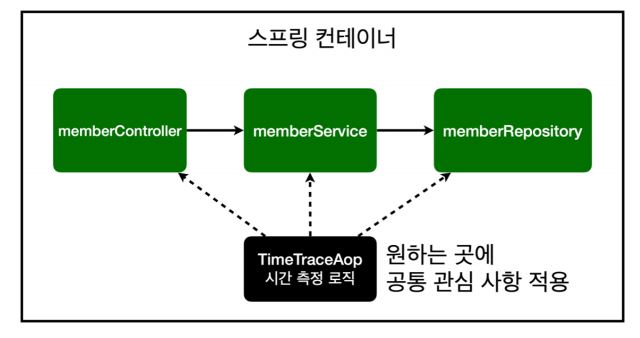 스프링 컨테이너
memberController
memberService
memberRepository
TimeTraceAop
시간 측정 로직
원하는 곳에
공통 관심 사항 적용